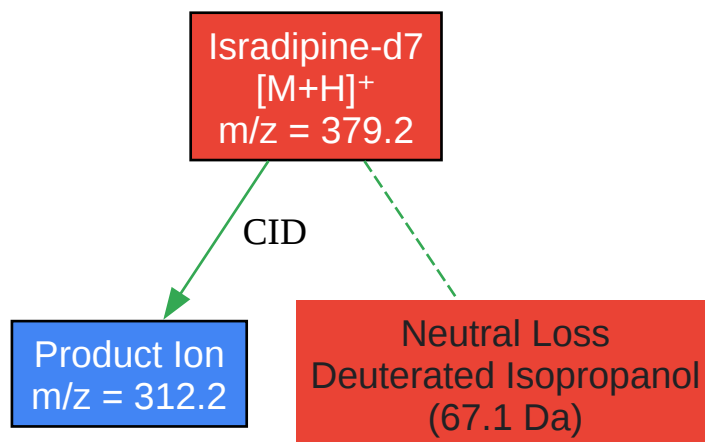 Isradipine-d7
[M+H]⁺
m/z = 379.2
CID
Product Ion
m/z = 312.2
Neutral Loss
Deuterated Isopropanol
(67.1 Da)